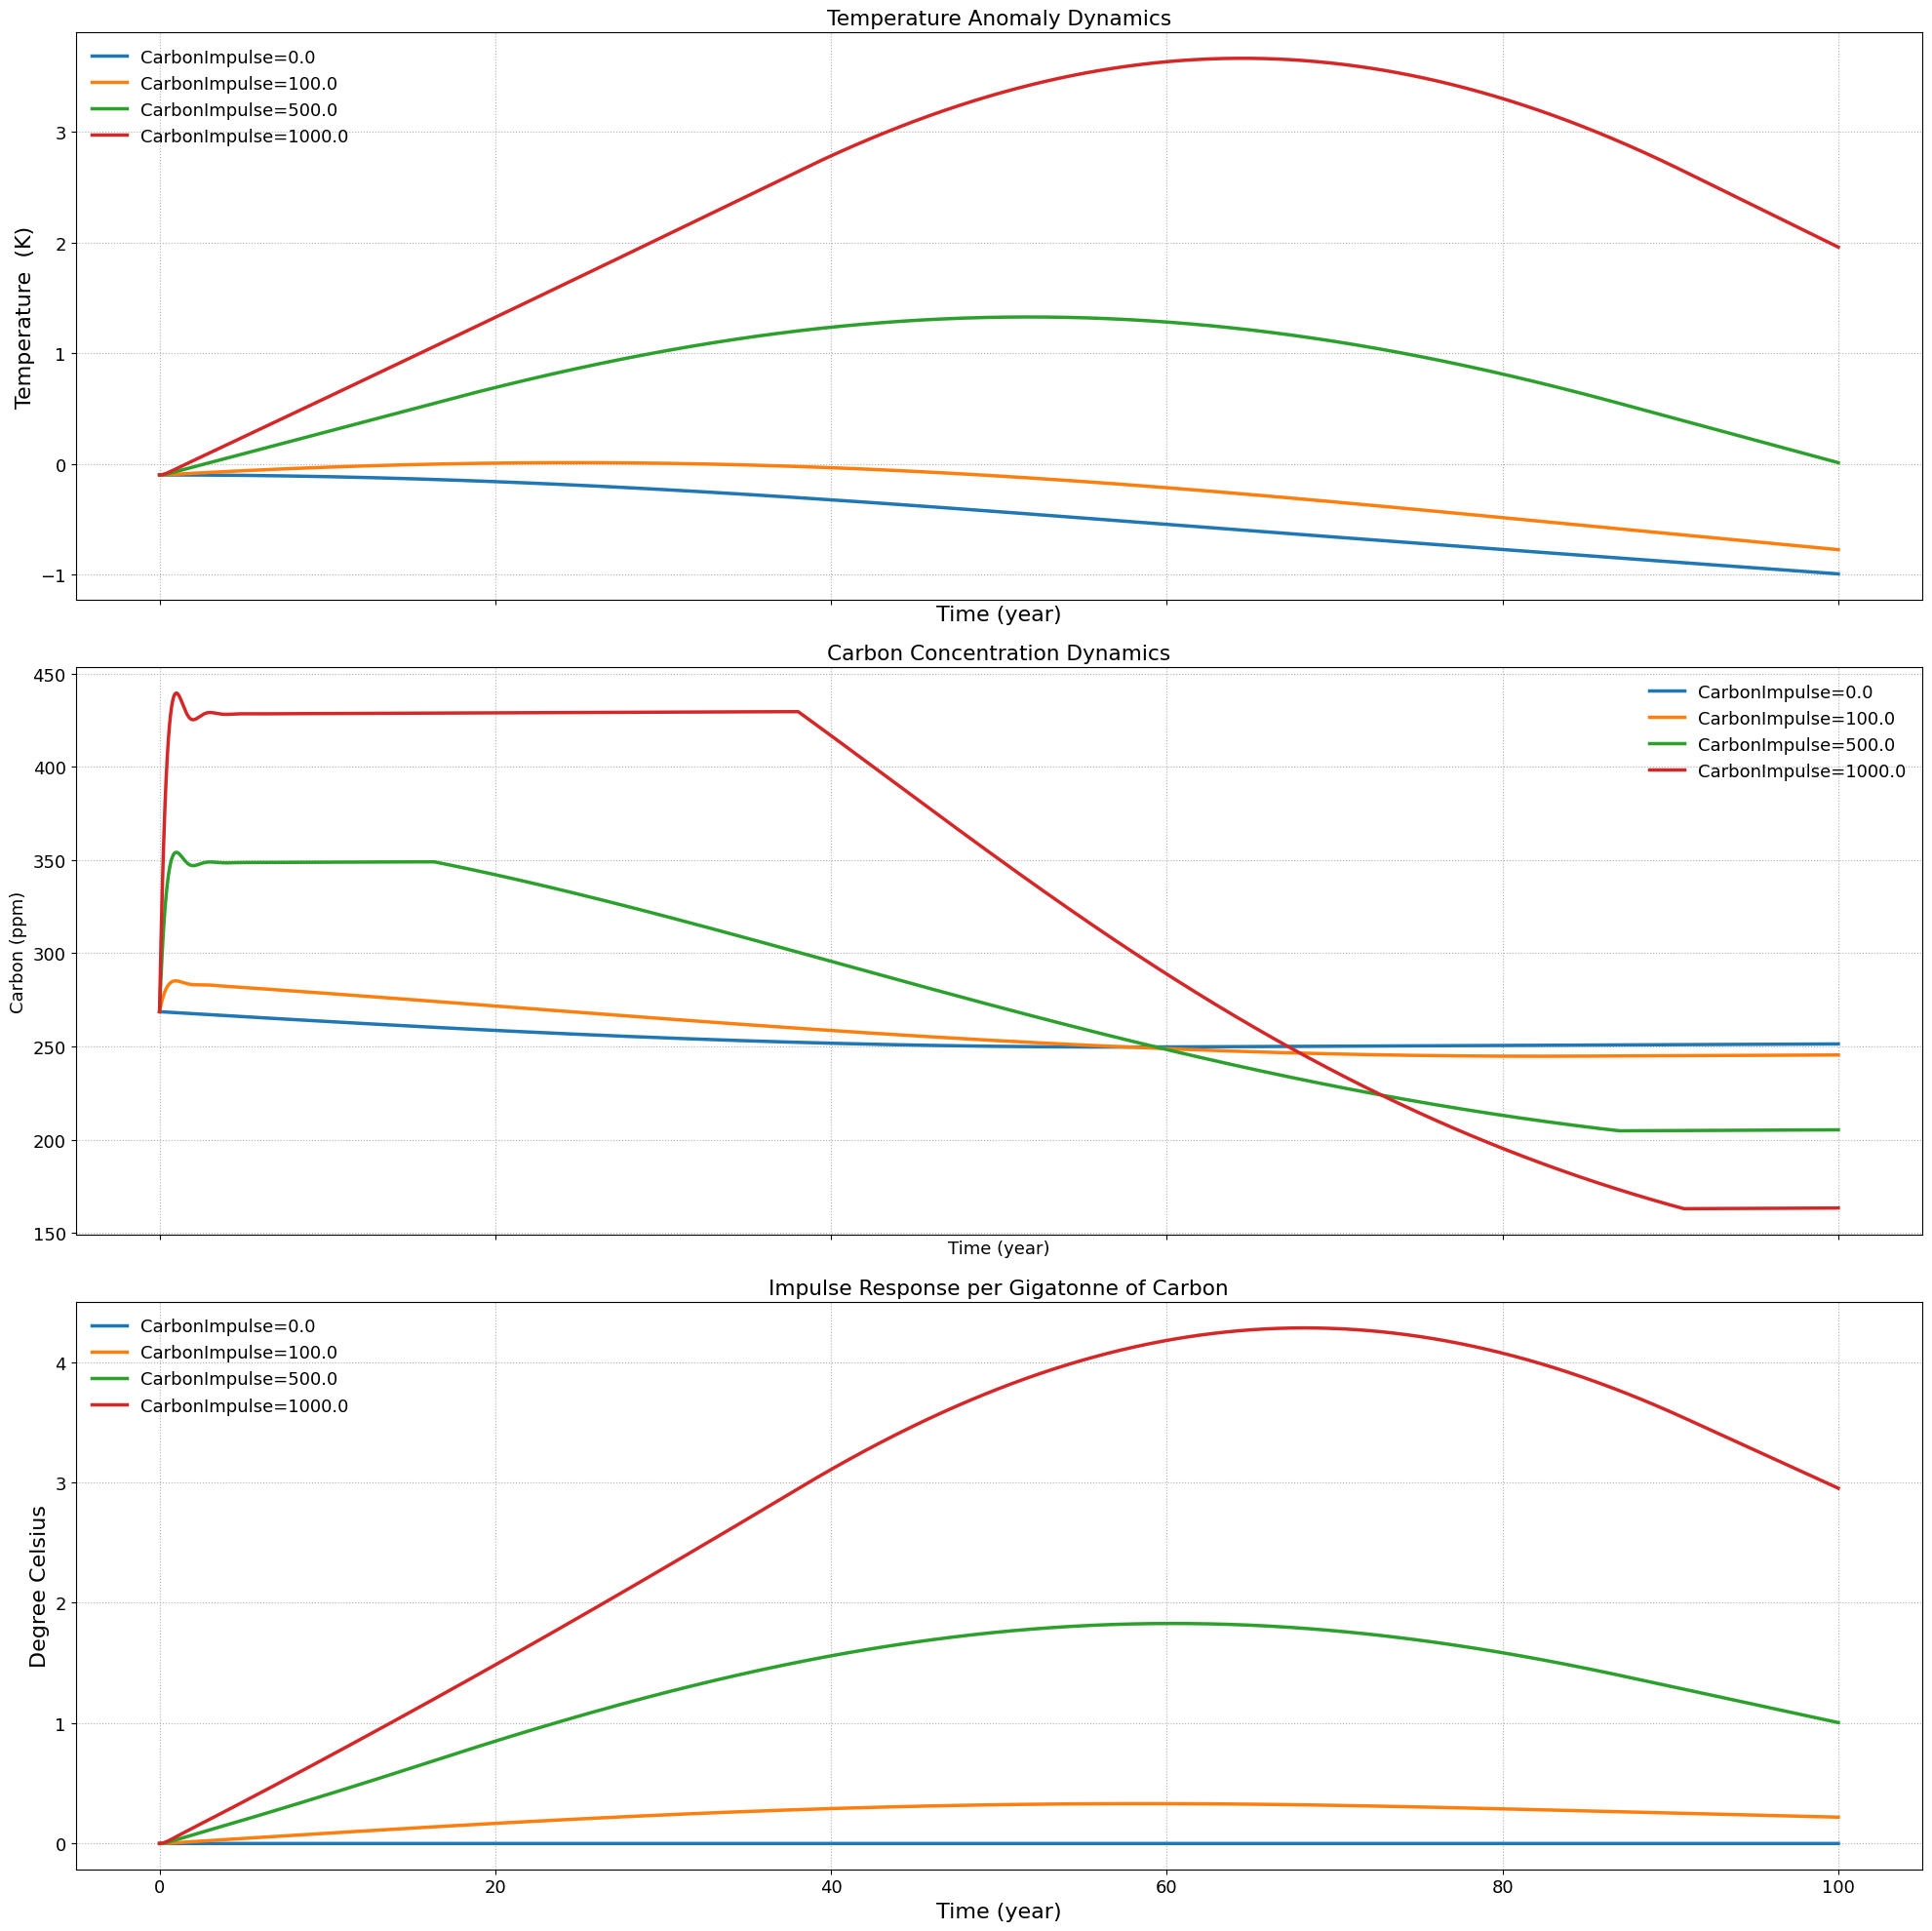 Temperature Anomaly Dynamics
CarbonImpulse=0.0
CarbonImpulse=100.0
CarbonImpulse=500.0
CarbonImpulse=1000.0
Temperature  (K)
3
2
1
0
−1
Time (year)
Carbon Concentration Dynamics
CarbonImpulse=0.0
CarbonImpulse=100.0
CarbonImpulse=500.0
CarbonImpulse=1000.0
Carbon (ppm)
450
400
350
300
250
200
150
Time (year)
Impulse Response per Gigatonne of Carbon
CarbonImpulse=0.0
CarbonImpulse=100.0
CarbonImpulse=500.0
CarbonImpulse=1000.0
Degree Celsius
4
3
2
1
0
0 20 40 60 80 100
Time (year)